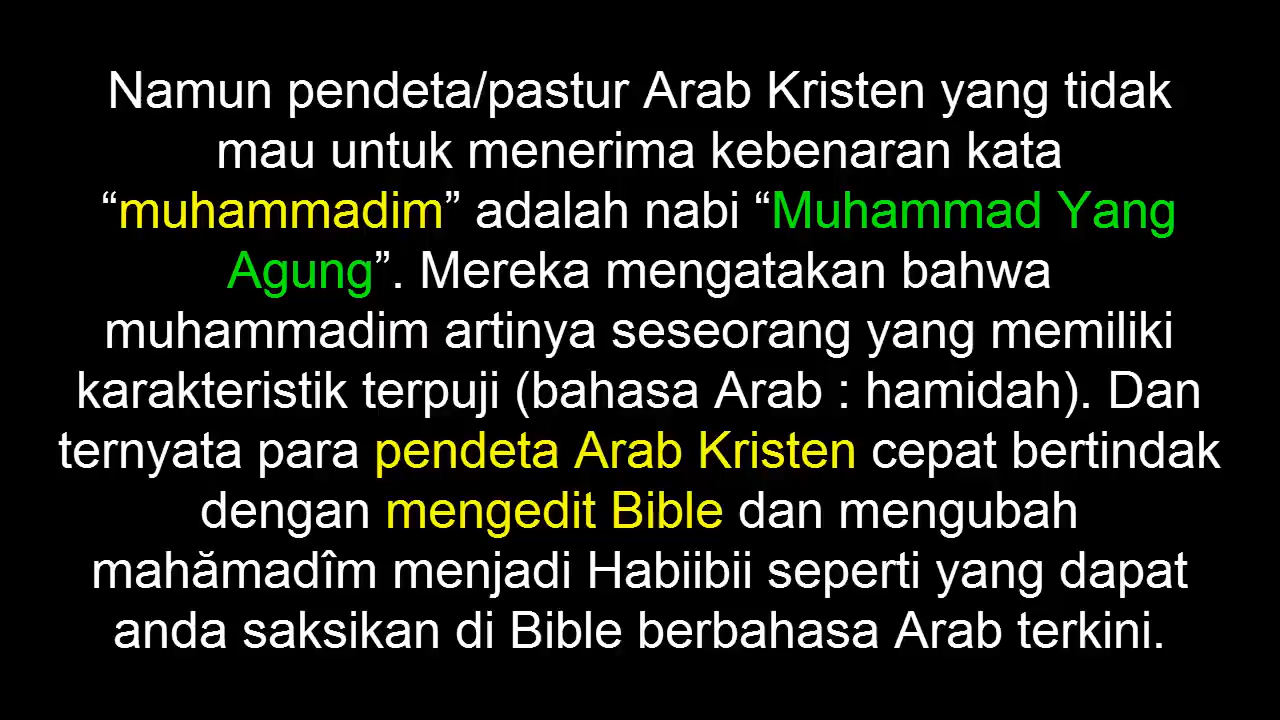 Namun pendeta/pastur Arab Kristen yang tidak
mau untuk menerima kebenaran kata
“muhammadim” adalah nabi “Muhammad Yang
Agung”. Mereka mengatakan bahwa
muhammadim artinya seseorang yang memiliki
karakteristik terpuji (bahasa Arab : hamidah). Dan
ternyata para pendeta Arab Kristen cepat bertindak
dengan mengedit Bible dan mengubah
mahămadîm menjadi Habiibii seperti yang dapat
anda saksikan di Bible berbahasa Arab terkini.